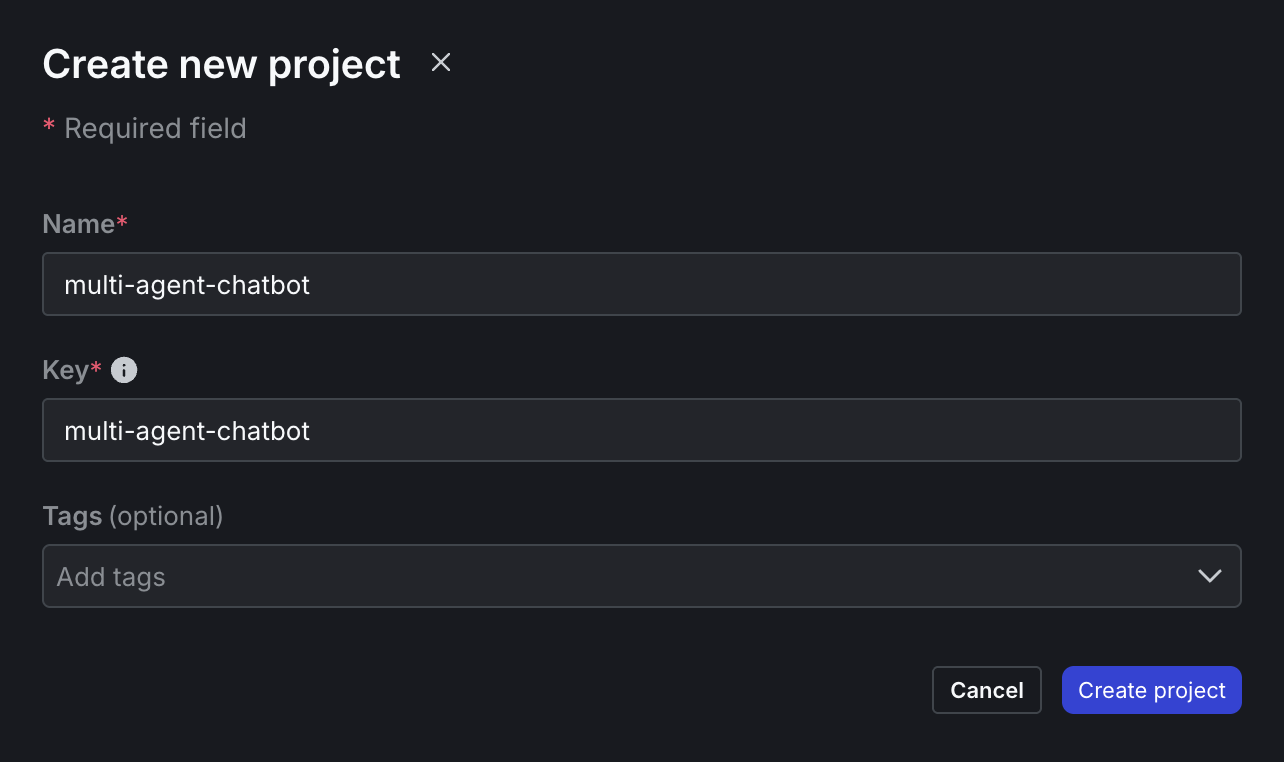 Create new project
* Required field
Name*
multi-agent-chatbot
Key*
multi-agent-chatbot
Tags (optional)
Add tags
Cancel Create project